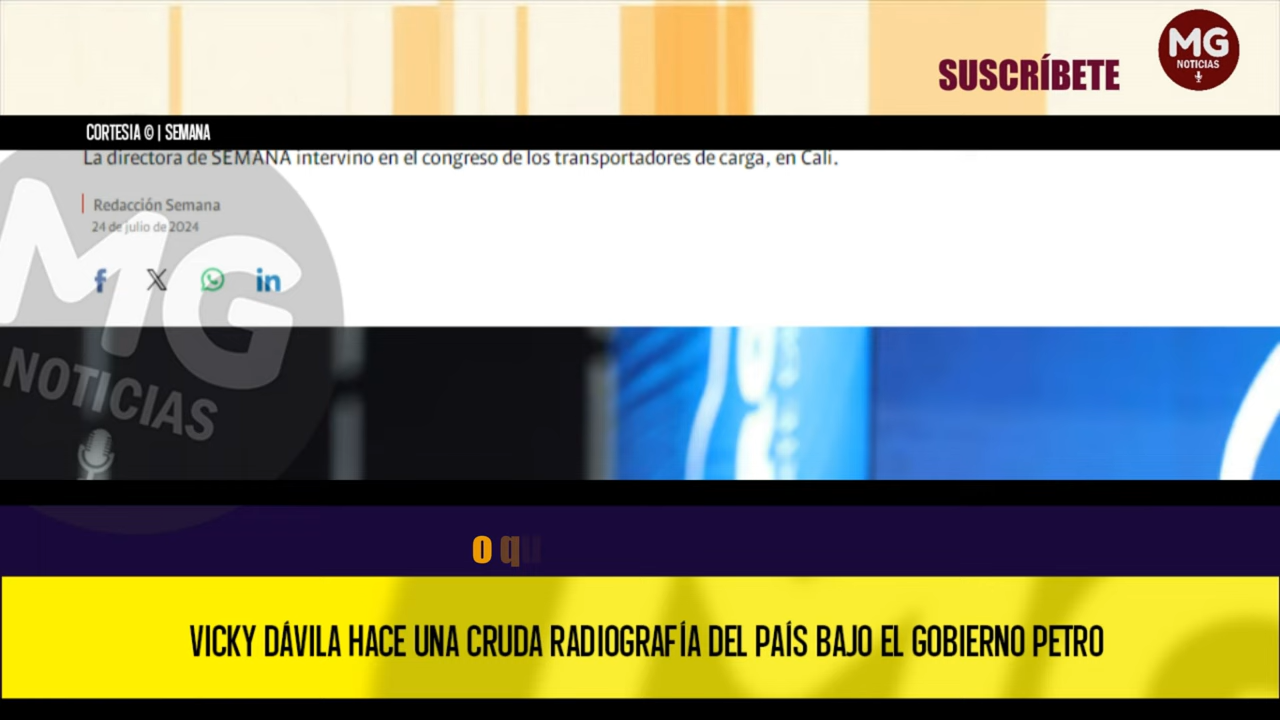 SUSCRÍBETE
MG
NOTICIAS
CORTESIA © | SEMANA
La directora de SEMANA intervino en el congreso de los transportadores de carga, en Cali.
Redacción Semana
24 de julio de 2024
MG
NOTICIAS
o qu
VICKY DÁVILA HACE UNA CRUDA RADIOGRAFÍA DEL PAÍS BAJO EL GOBIERNO PETRO